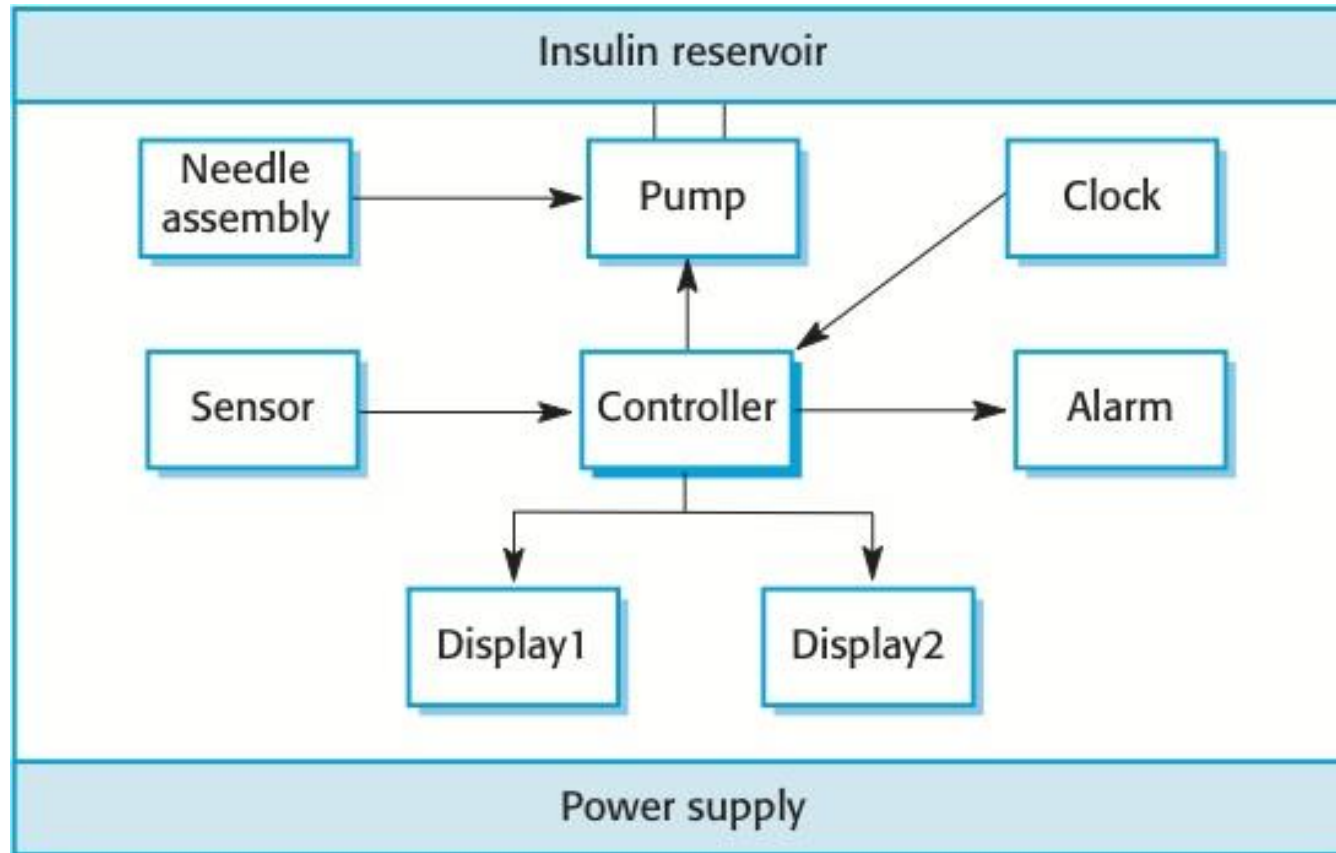 Insulin reservoir
Needle
assembly
Pump
Clock
Sensor
Controller
Alarm
Display1
Display2
Power supply